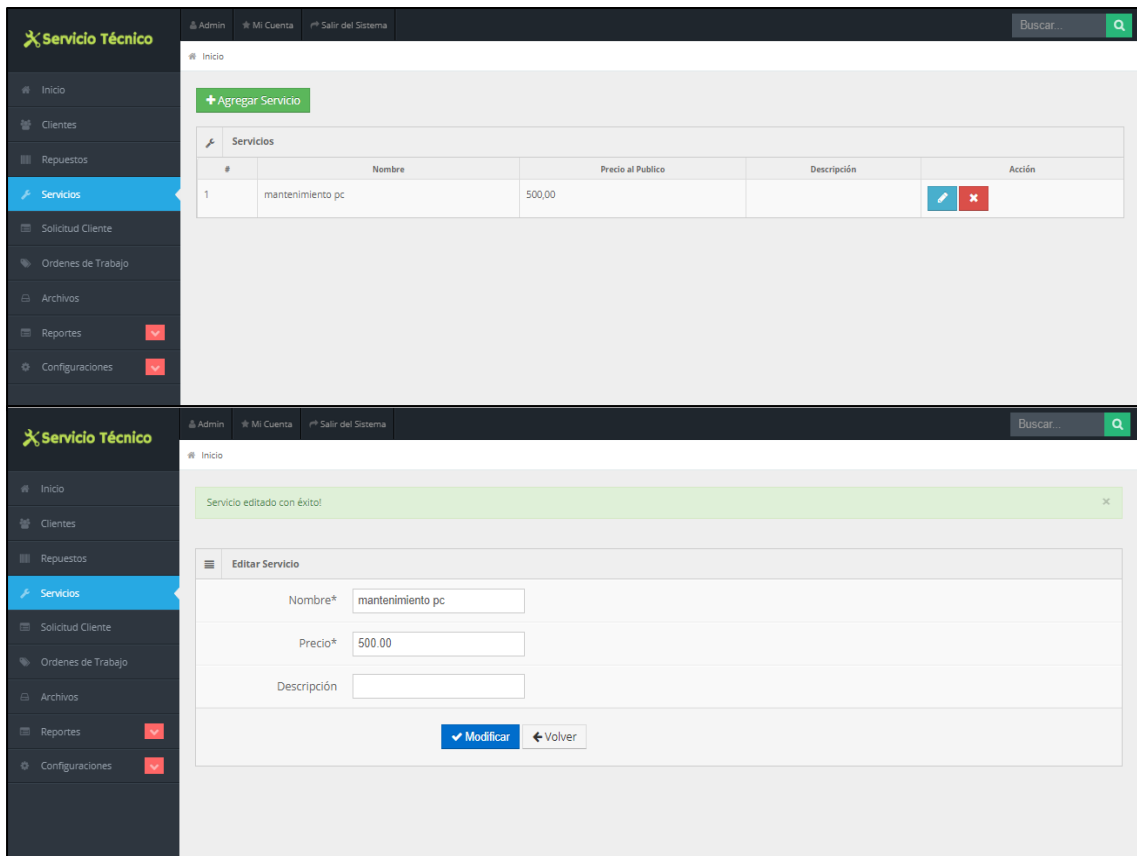 Servicio Técnico
Admin Mi Cuenta Salir del Sistema Buscar...
Inicio
Inicio
Clientes
Repuestos
Servicios
Solicitud Cliente
Ordenes de Trabajo
Archivos
Reportes
Configuraciones
Agregar Servicio
Servicios
# Nombre Precio al Publico Descripción Acción
1 mantenimiento pc 500,00
Servicio Técnico
Admin Mi Cuenta Salir del Sistema Buscar...
Inicio
Inicio
Clientes
Repuestos
Servicios
Solicitud Cliente
Ordenes de Trabajo
Archivos
Reportes
Configuraciones
Servicio editado con éxito! ×
Editar Servicio
Nombre* mantenimiento pc
Precio* 500.00
Descripción
Modificar Volver